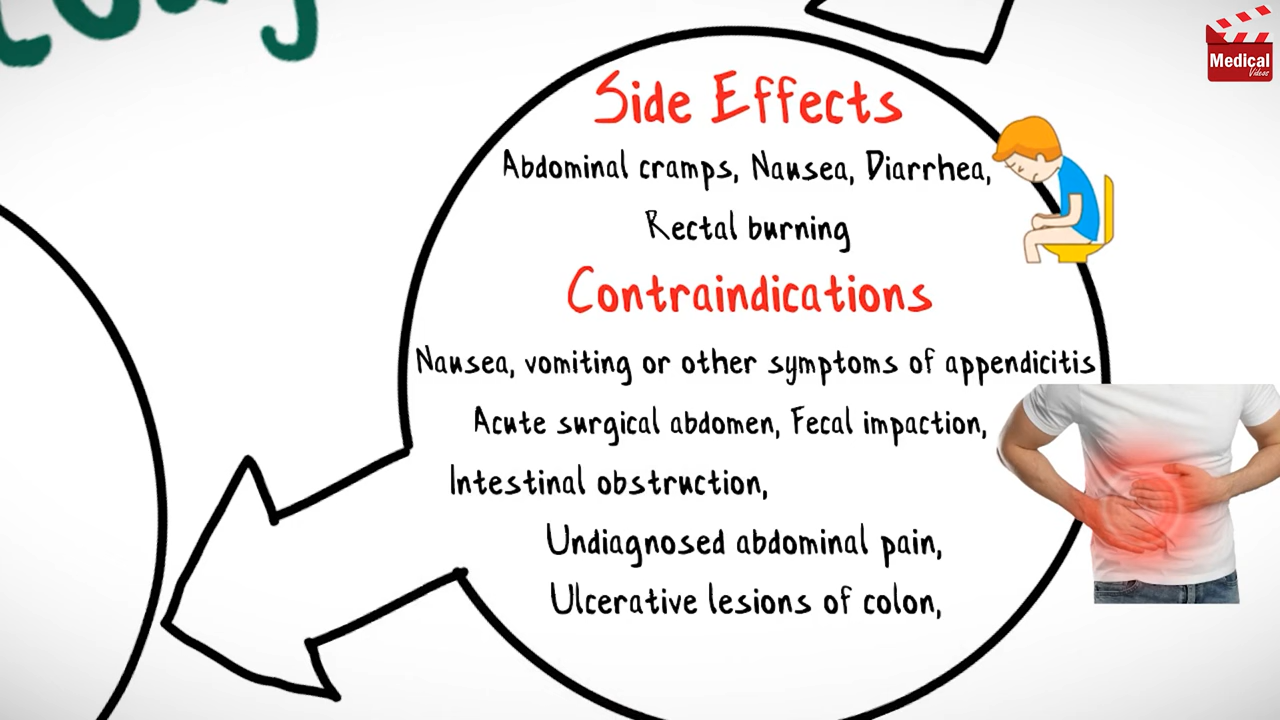 Medical
Videos
Side Effects
Abdominal cramps, Nausea, Diarrhea,
Rectal burning
Contraindications
Nausea, vomiting or other symptoms of appendicitis
Acute surgical abdomen, Fecal impaction,
Intestinal obstruction,
Undiagnosed abdominal pain,
Ulcerative lesions of colon,